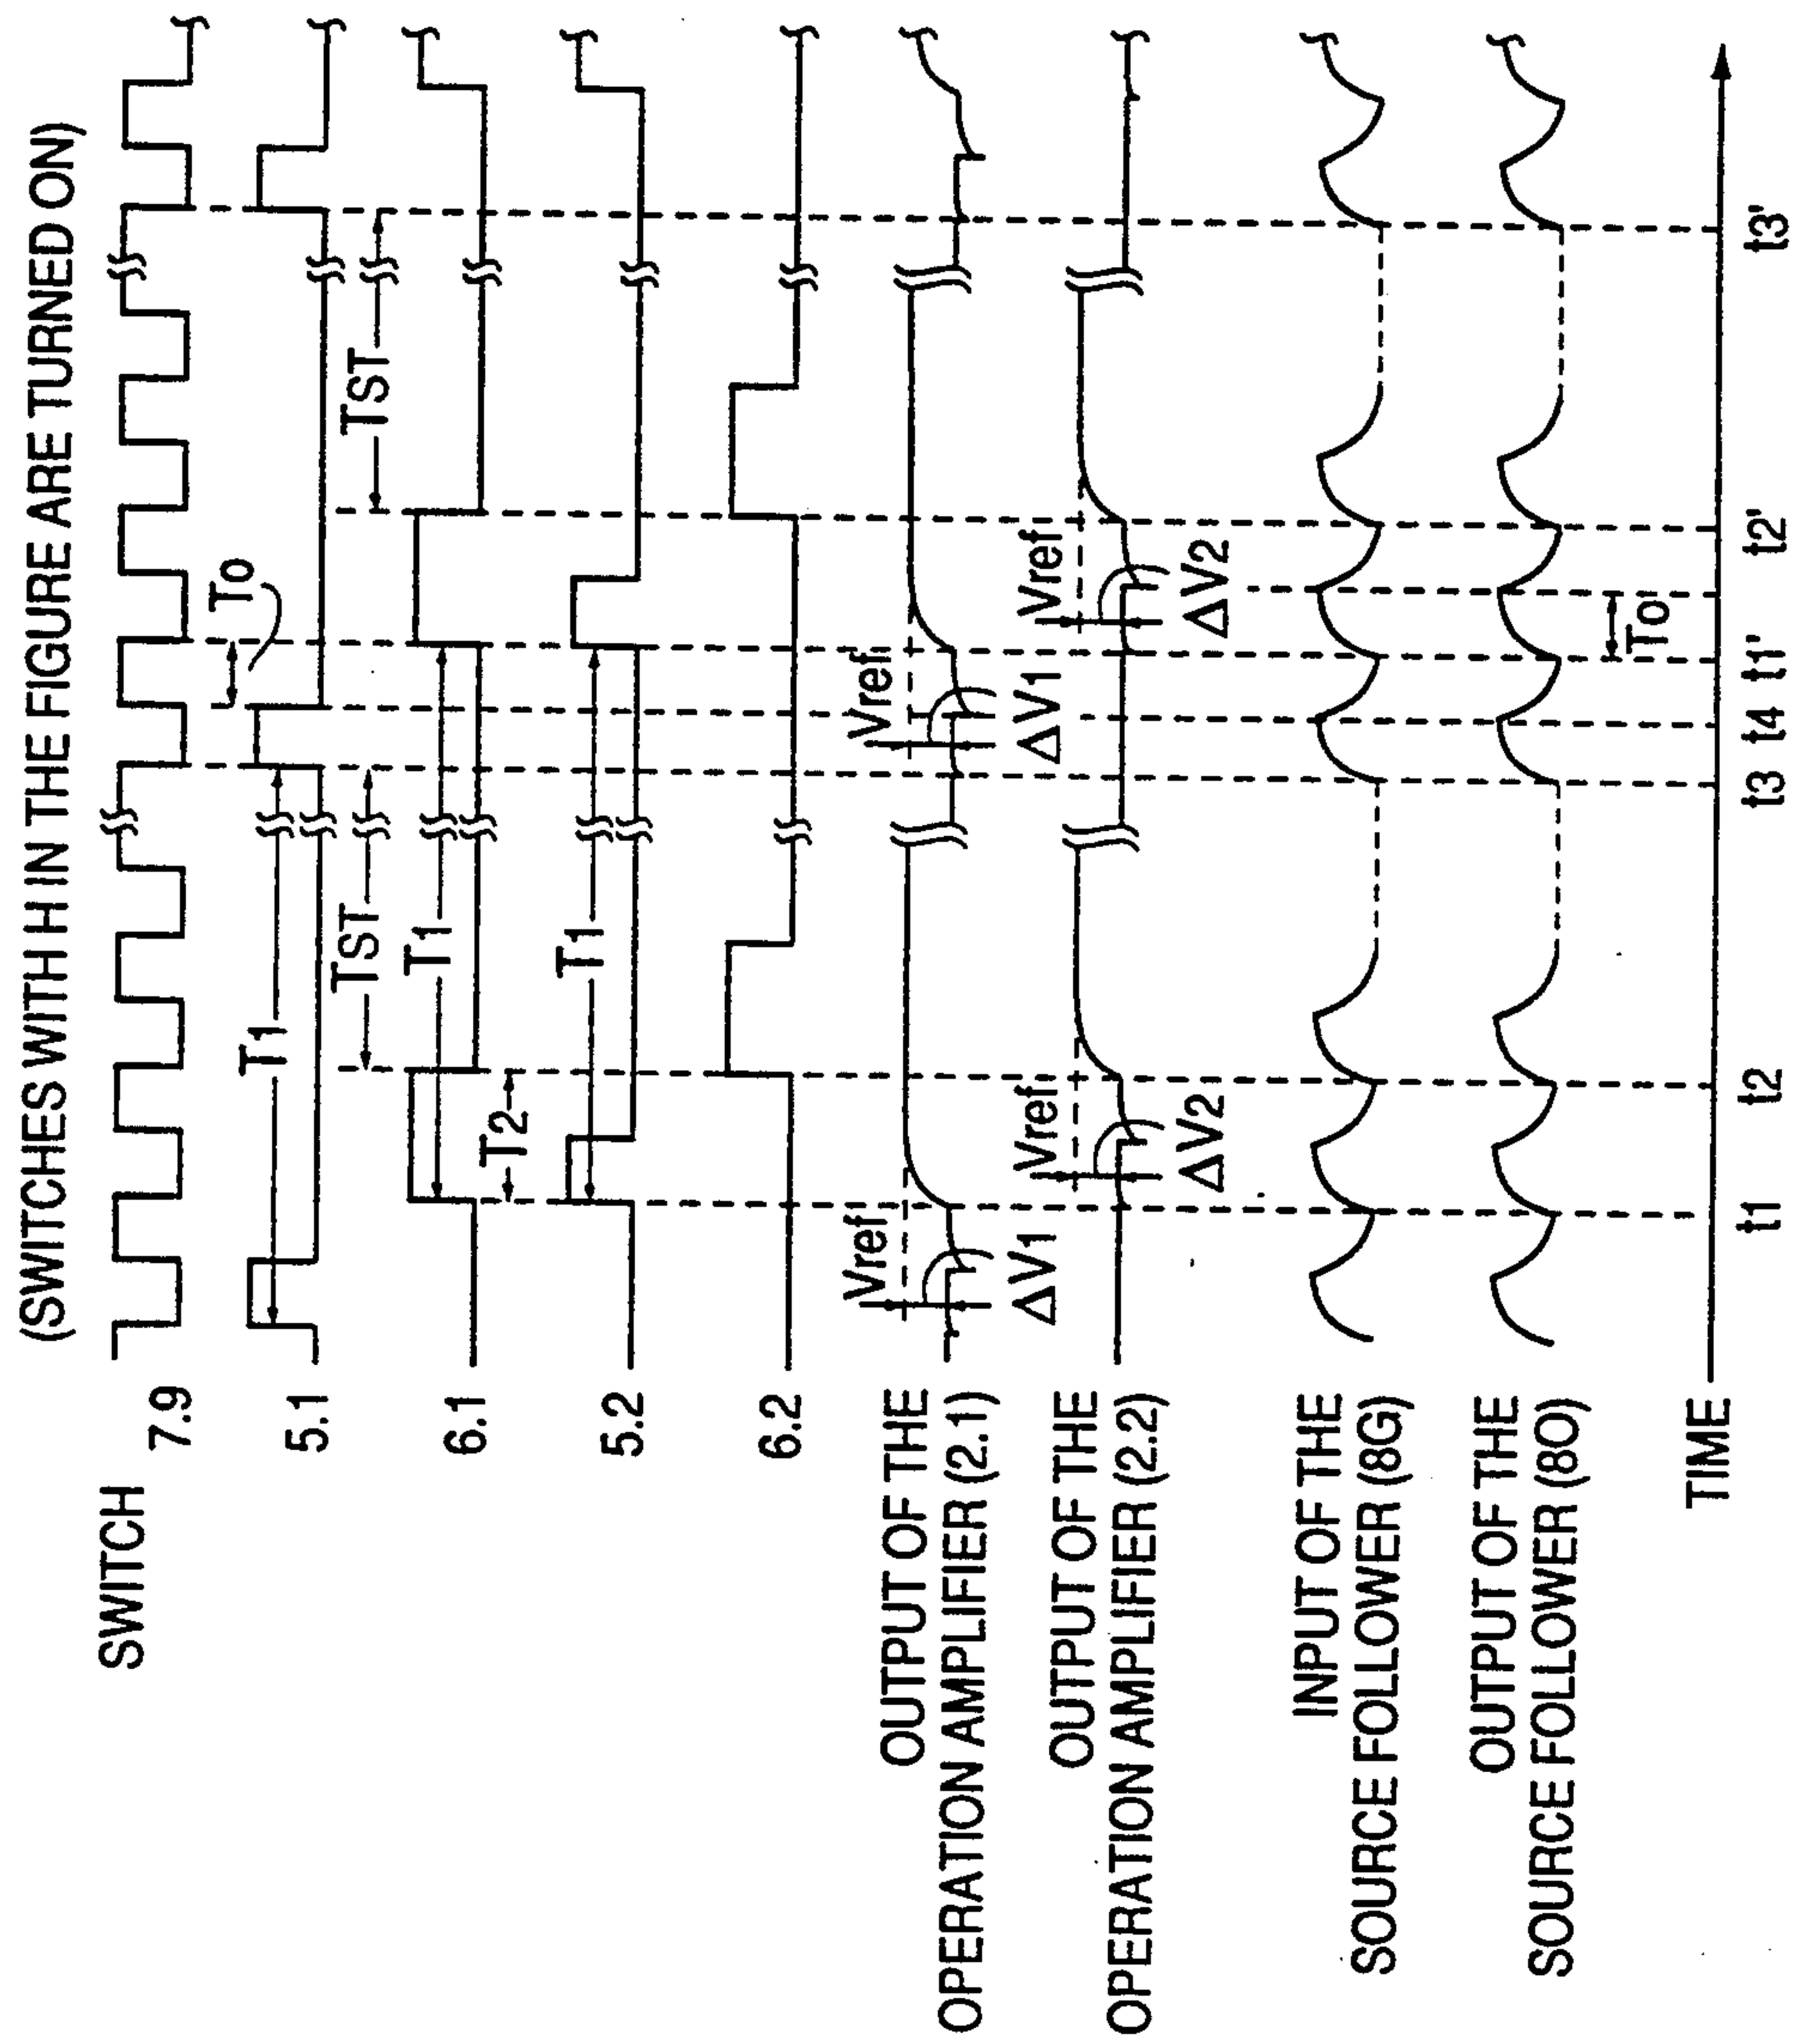 (SWITCHES WITH H IN THE FIGURE ARE TURNED ON)
SWITCH
7.9
To
5.1
T1
TST
TST
6.1
T1
T2
5.2
T1
6.2
OUTPUT OF THE
OPERATION AMPLIFIER (2.1)
Vref
ΔV1
Vref
ΔV1
OUTPUT OF THE
OPERATION AMPLIFIER (2.2)
Vref
ΔV2
Vref
ΔV2
INPUT OF THE
SOURCE FOLLOWER (8G)
OUTPUT OF THE
SOURCE FOLLOWER (8O)
To
TIME
t1
t2
t3
t4
t1'
t2'
t3'